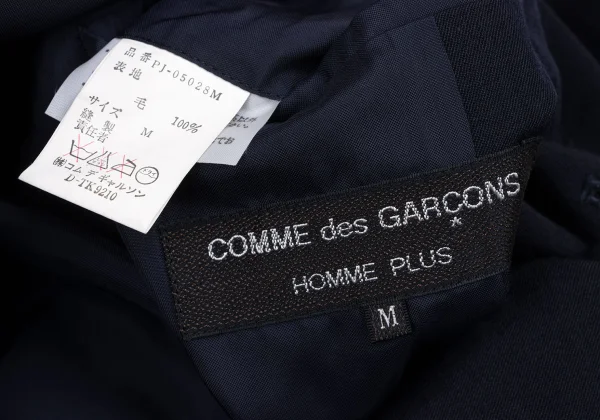 品番 PJ-05028M
表地
毛 100%
サイズ M
縫製
責任者
㈱コム デ ギャルソン
D-TK9210
COMME des GARÇONS
*
HOMME PLUS
M